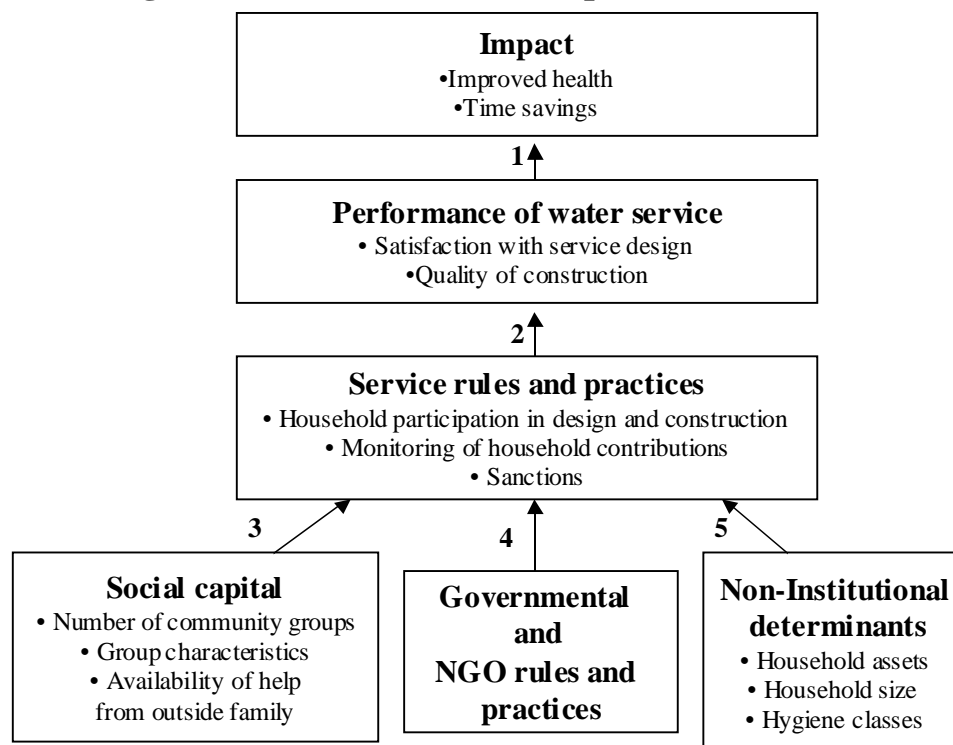 Impact
•Improved health
•Time savings
1
Performance of water service
• Satisfaction with service design
•Quality of construction
2
Service rules and practices
• Household participation in design and construction
• Monitoring of household contributions
• Sanctions
3
4
5
Social capital
• Number of community groups
• Group characteristics
• Availability of help
from outside family
Governmental
and
NGO rules and
practices
Non-Institutional
determinants
• Household assets
• Household size
• Hygiene classes